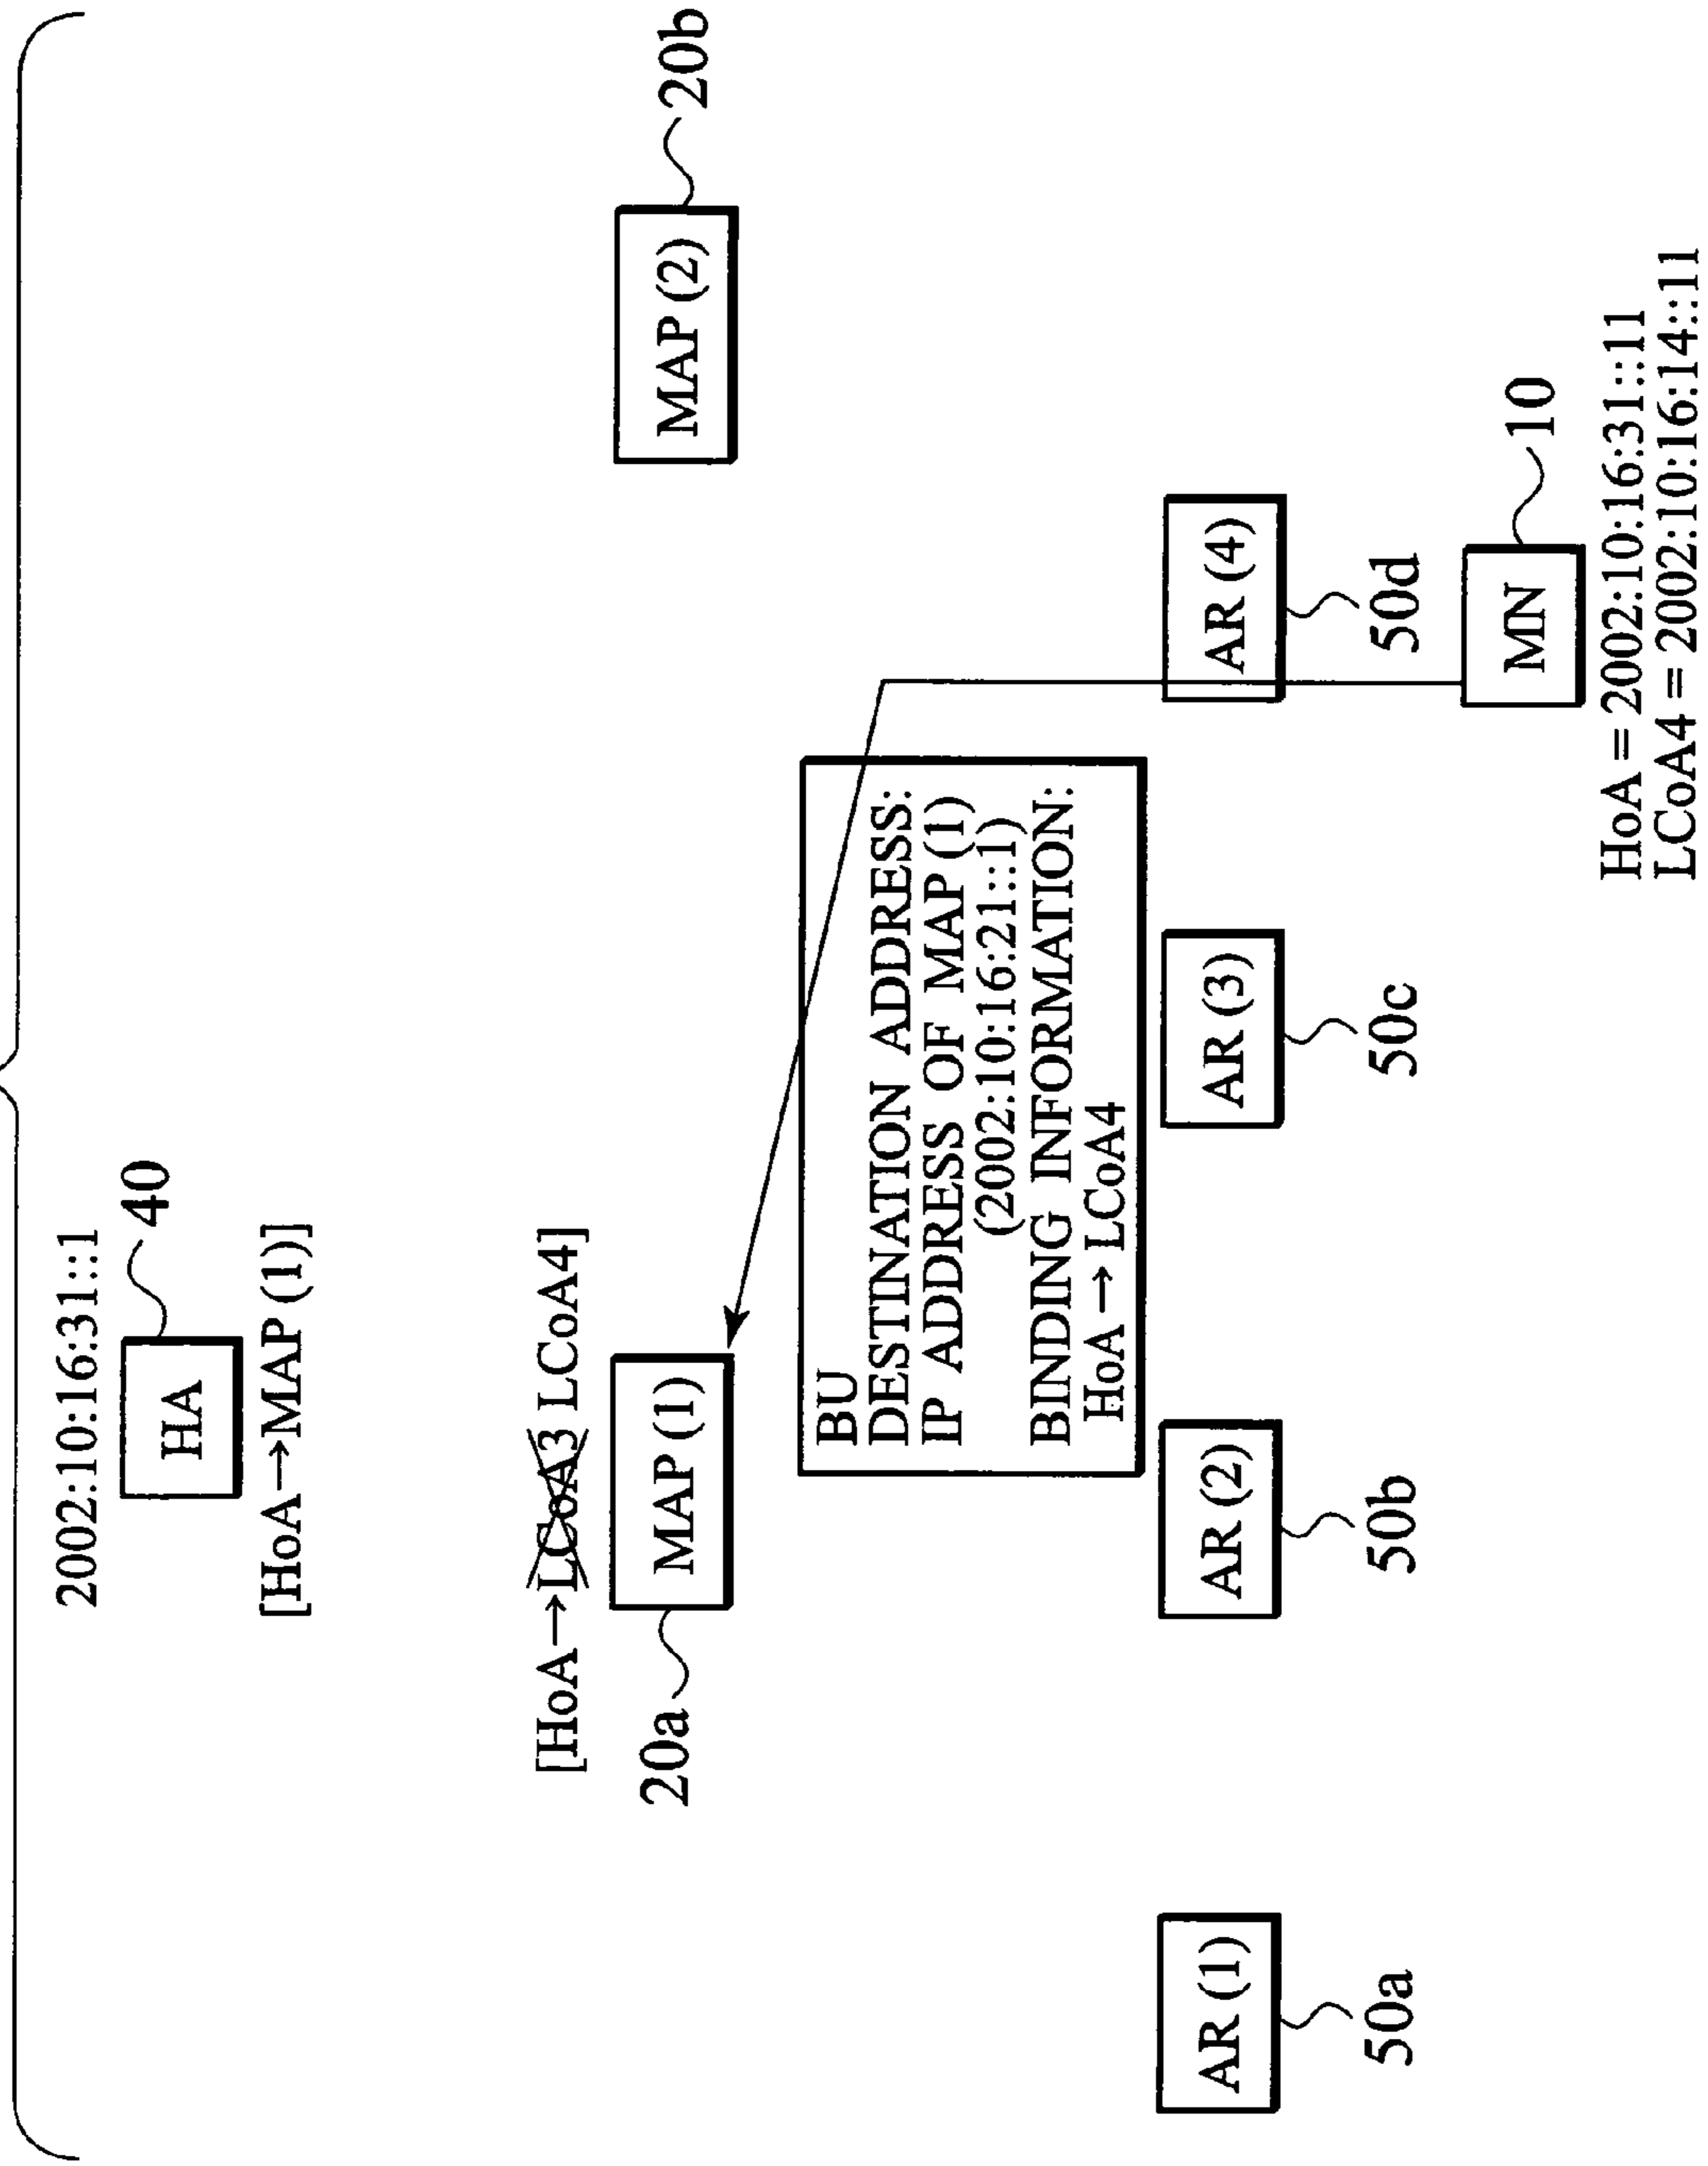 2002:10:16:31::1
40
HA
[HoA→MAP (1)]
[HoA→LCoA3 LCoA4]
20a
MAP (1)
MAP (2)
20b
BU
DESTINATION ADDRESS:
IP ADDRESS OF MAP (1)
(2002:10:16:21::1)
BINDING INFORMATION:
HoA → LCoA4
AR (1)
AR (2)
AR (3)
AR (4)
50a
50b
50c
50d
MN
10
HoA = 2002:10:16:31::11
LCoA4 = 2002:10:16:14::11